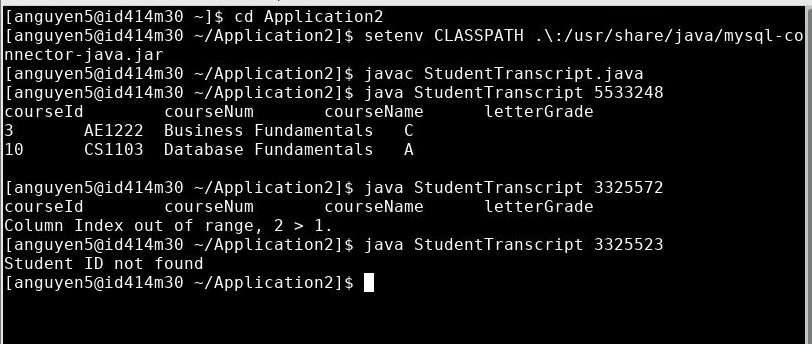 [anguyen5@id414m30 ~]$ cd Application2
[anguyen5@id414m30 ~/Application2]$ setenv CLASSPATH .\:/usr/share/java/mysql-co
nnector-java.jar
[anguyen5@id414m30 ~/Application2]$ javac StudentTranscript.java
[anguyen5@id414m30 ~/Application2]$ java StudentTranscript 5533248
courseId        courseNum       courseName      letterGrade
3       AE1222  Business Fundamentals   C
10      CS1103  Database Fundamentals   A
[anguyen5@id414m30 ~/Application2]$ java StudentTranscript 3325572
courseId        courseNum       courseName      letterGrade
Column Index out of range, 2 > 1.
[anguyen5@id414m30 ~/Application2]$ java StudentTranscript 3325523
Student ID not found
[anguyen5@id414m30 ~/Application2]$